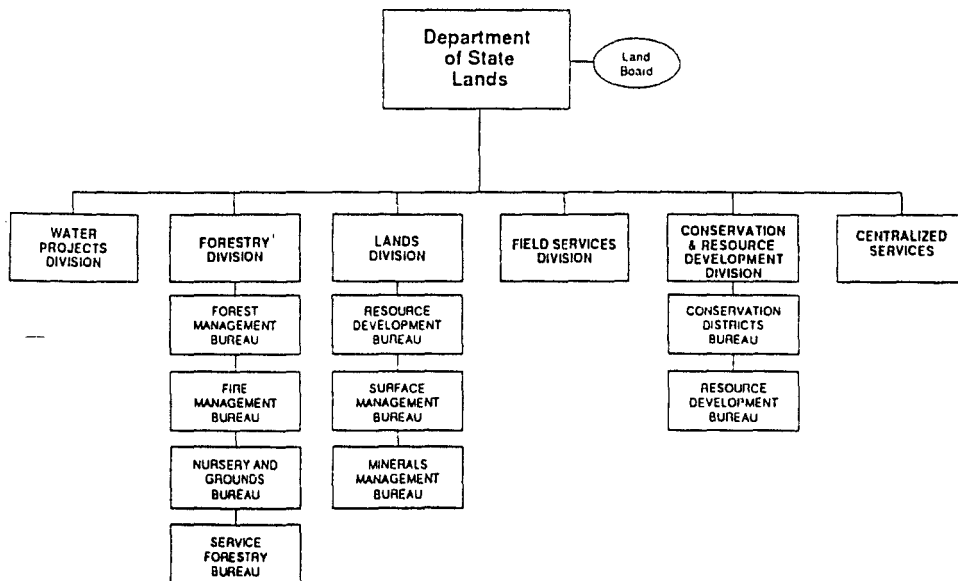 Department
of State
Lands
Land
Board
WATER
PROJECTS
DIVISION
FORESTRY
DIVISION
LANDS
DIVISION
FIELD SERVICES
DIVISION
CONSERVATION
& RESOURCE
DEVELOPMENT
DIVISION
CENTRALIZED
SERVICES
FOREST
MANAGEMENT
BUREAU
RESOURCE
DEVELOPMENT
BUREAU
CONSERVATION
DISTRICTS
BUREAU
FIRE
MANAGEMENT
BUREAU
SURFACE
MANAGEMENT
BUREAU
RESOURCE
DEVELOPMENT
BUREAU
NURSERY AND
GROUNDS
BUREAU
MINERALS
MANAGEMENT
BUREAU
SERVICE
FORESTRY
BUREAU